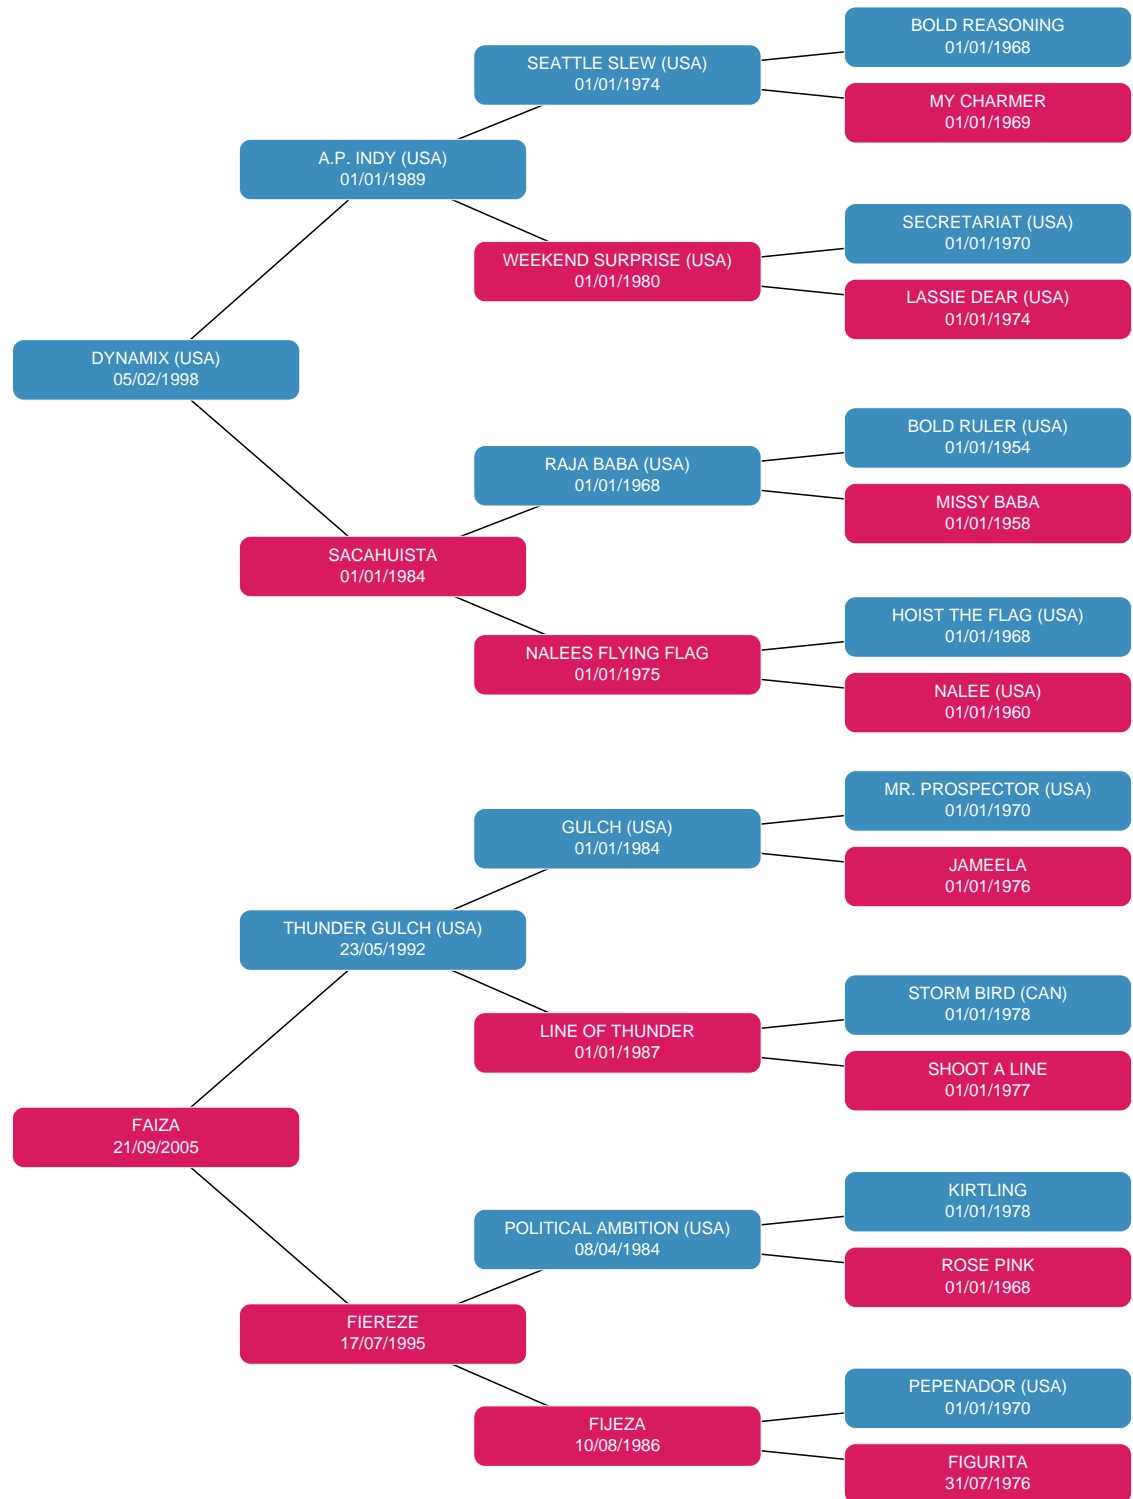 BOLD REASONING
01/01/1968
SEATTLE SLEW (USA)
01/01/1974
MY CHARMER
01/01/1969
A.P. INDY (USA)
01/01/1989
SECRETARIAT (USA)
01/01/1970
WEEKEND SURPRISE (USA)
01/01/1980
LASSIE DEAR (USA)
01/01/1974
DYNAMIX (USA)
05/02/1998
BOLD RULER (USA)
01/01/1954
RAJA BABA (USA)
01/01/1968
MISSY BABA
01/01/1958
SACAHUISTA
01/01/1984
HOIST THE FLAG (USA)
01/01/1968
NALEES FLYING FLAG
01/01/1975
NALEE (USA)
01/01/1960
MR. PROSPECTOR (USA)
01/01/1970
GULCH (USA)
01/01/1984
JAMEELA
01/01/1976
THUNDER GULCH (USA)
23/05/1992
STORM BIRD (CAN)
01/01/1978
LINE OF THUNDER
01/01/1987
SHOOT A LINE
01/01/1977
FAIZA
21/09/2005
KIRTLING
01/01/1978
POLITICAL AMBITION (USA)
08/04/1984
ROSE PINK
01/01/1968
FIEREZE
17/07/1995
PEPENADOR (USA)
01/01/1970
FIJEZA
10/08/1986
FIGURITA
31/07/1976